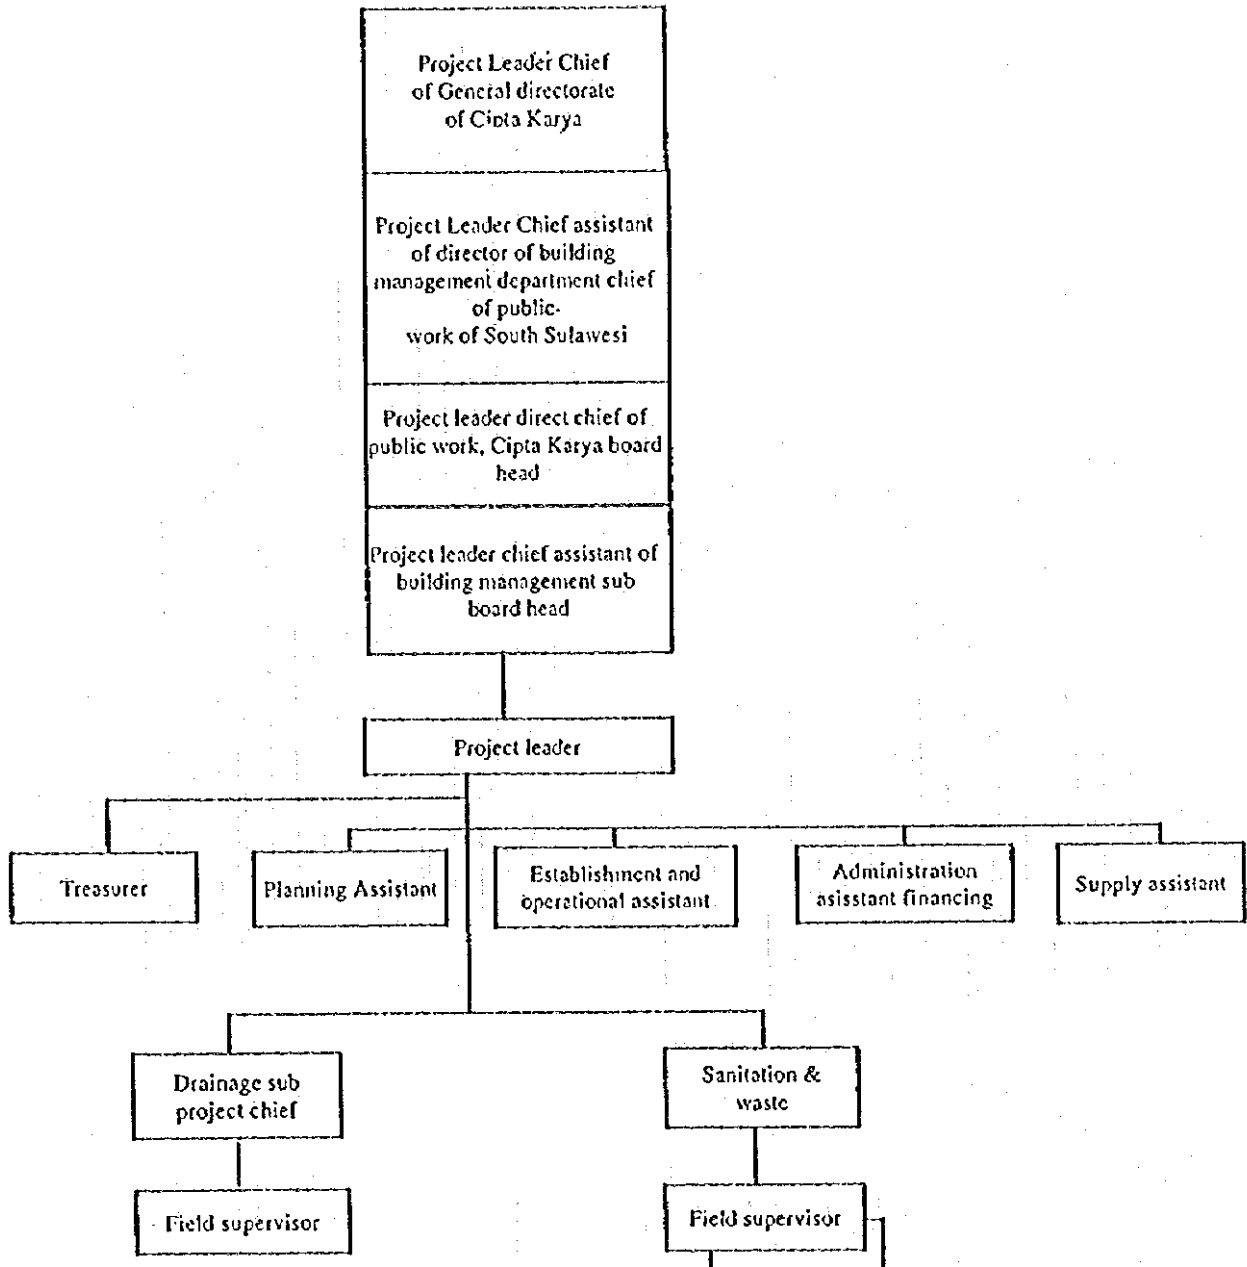 Project Leader Chief
of General directorate
of Cipta Karya
Project Leader Chief assistant
of director of building
management department chief
of public-
work of South Sulawesi
Project leader direct chief of
public work, Cipta Karya board
head
Project leader chief assistant of
building management sub
board head
Project leader
Treasurer
Planning Assistant
Establishment and
operational assistant
Administration
asisstant financing
Supply assistant
Drainage sub
project chief
Sanitation &
waste
Field supervisor
Field supervisor